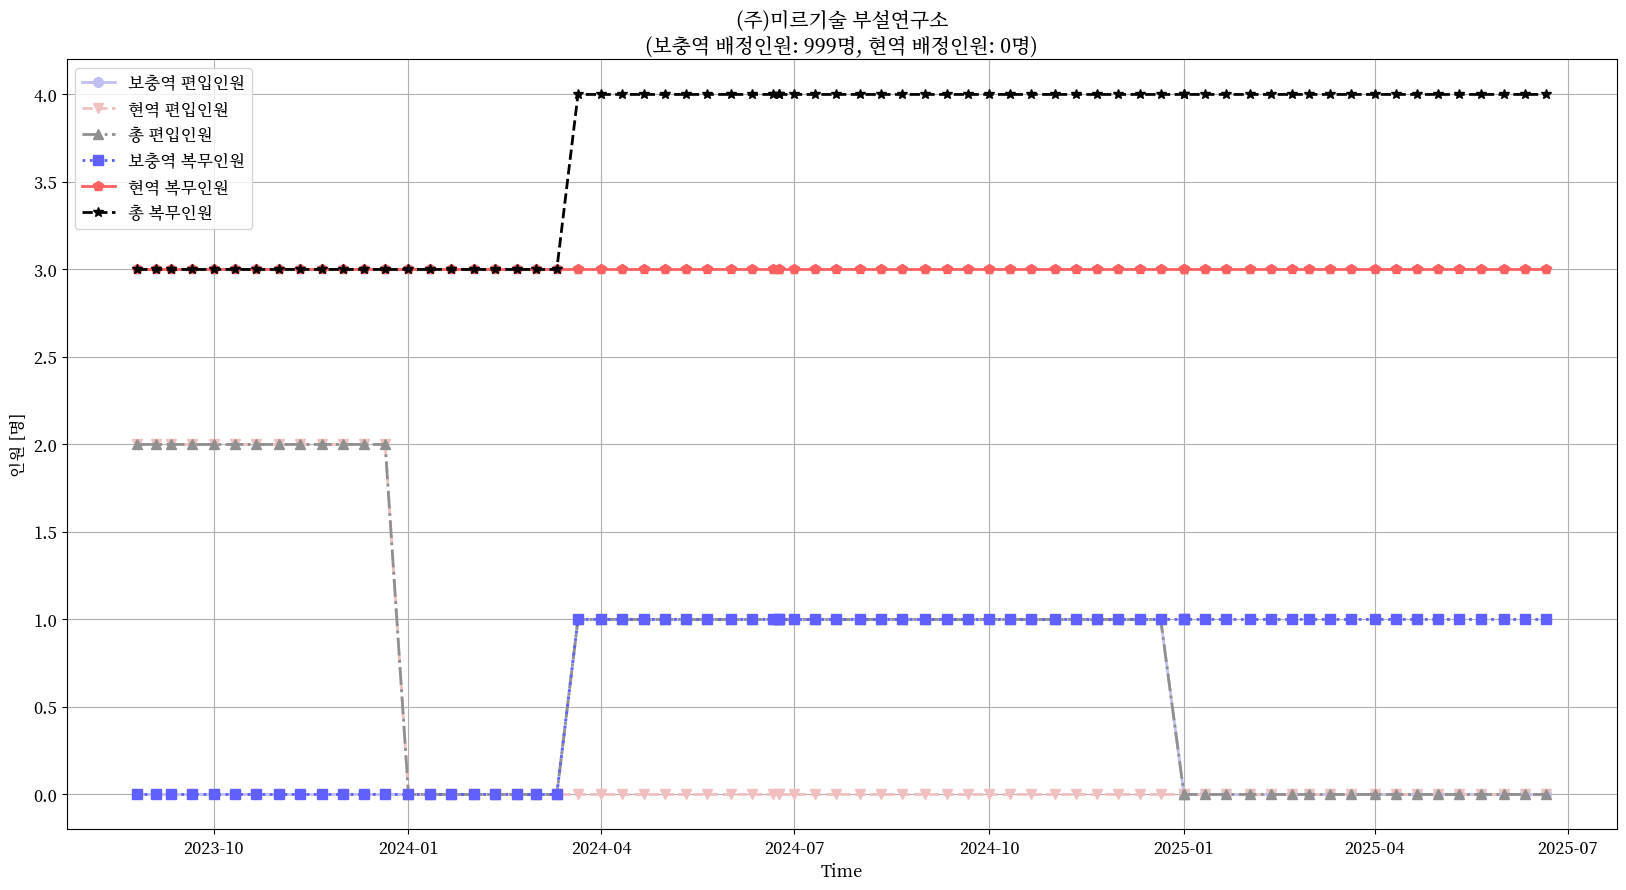 (주)미르기술 부설연구소
(보충역 배정인원: 999명, 현역 배정인원: 0명)
보충역 편입인원
현역 편입인원
총 편입인원
보충역 복무인원
현역 복무인원
총 복무인원
인원 [명]
4.0
3.5
3.0
2.5
2.0
1.5
1.0
0.5
0.0
2023-10 2024-01 2024-04 2024-07 2024-10 2025-01 2025-04 2025-07
Time